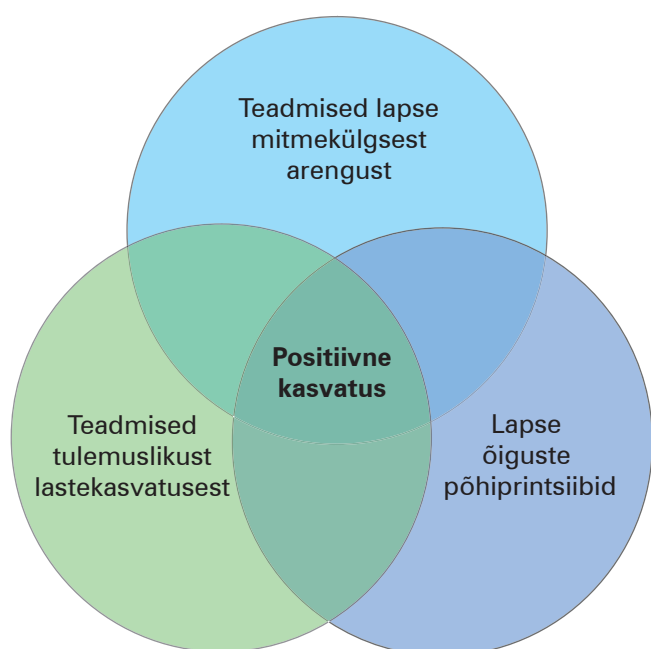 Teadmised lapse
mitmekülgsest
arengust
Positiivne
kasvatus
Teadmised
tulemuslikust
lastekasvatusest
Lapse
õiguste
põhiprintsiibid